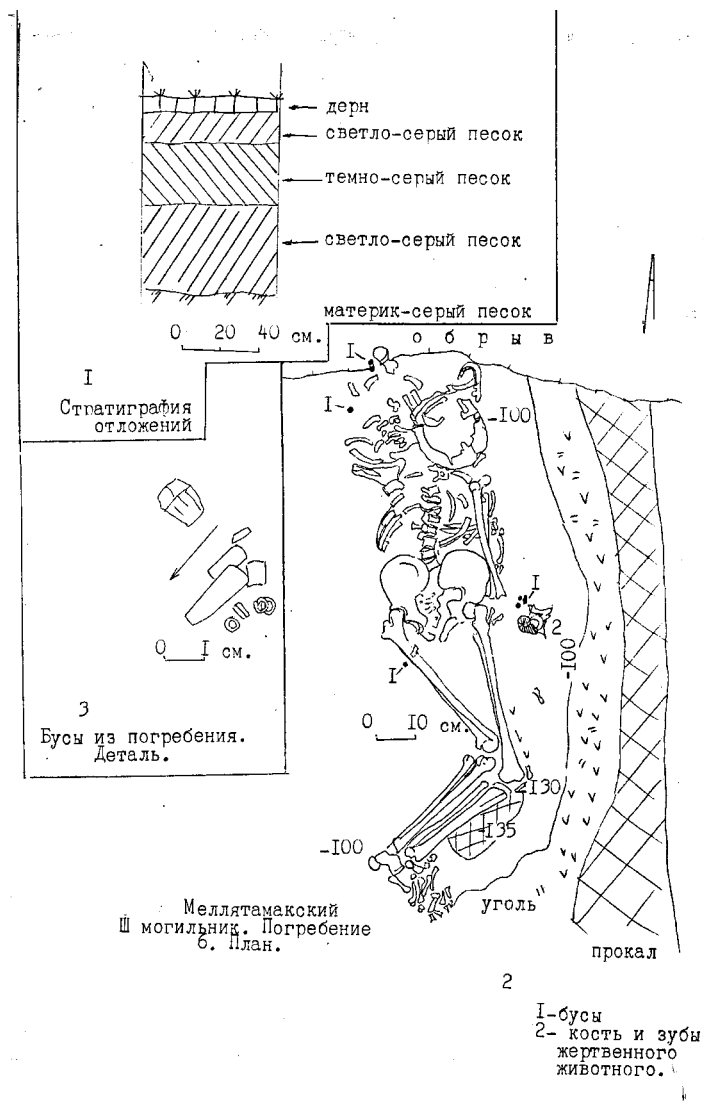 дерн
светло-серый песок
темно-серый песок
светло-серый песок
материк-серый песок
0 20 40 см.
I
Стратиграфия
отложений
обрыв
I
I
-100
I
2
-100
I
0 10 см.
-130
-135
-100
уголь
прокал
0 I см.
3
Бусы из погребения.
Деталь.
Меллятамакский
Ш могильник. Погребение
6. План.
2
I-бусы
2- кость и зубы
жертвенного
животного.